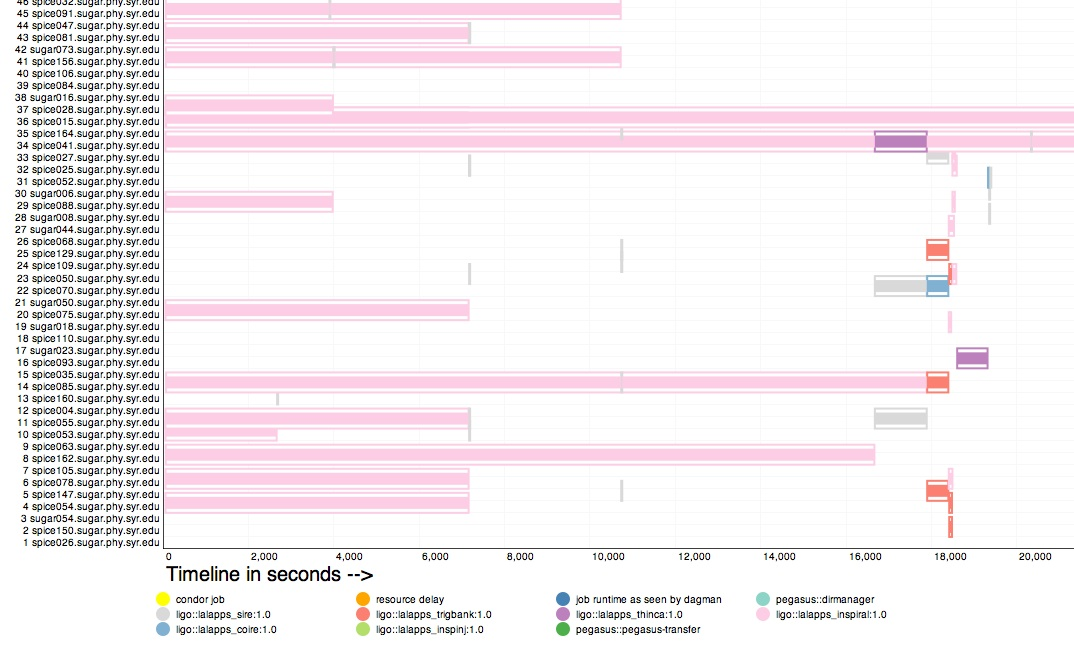 46 spice032.sugar.phy.syr.edu
45 spice091.sugar.phy.syr.edu
44 spice047.sugar.phy.syr.edu
43 spice081.sugar.phy.syr.edu
42 sugar073.sugar.phy.syr.edu
41 spice156.sugar.phy.syr.edu
40 spice106.sugar.phy.syr.edu
39 spice084.sugar.phy.syr.edu
38 sugar016.sugar.phy.syr.edu
37 spice028.sugar.phy.syr.edu
36 spice015.sugar.phy.syr.edu
35 spice164.sugar.phy.syr.edu
34 spice041.sugar.phy.syr.edu
33 spice027.sugar.phy.syr.edu
32 spice025.sugar.phy.syr.edu
31 spice052.sugar.phy.syr.edu
30 sugar006.sugar.phy.syr.edu
29 spice088.sugar.phy.syr.edu
28 sugar008.sugar.phy.syr.edu
27 sugar044.sugar.phy.syr.edu
26 spice068.sugar.phy.syr.edu
25 spice129.sugar.phy.syr.edu
24 spice109.sugar.phy.syr.edu
23 spice050.sugar.phy.syr.edu
22 spice070.sugar.phy.syr.edu
21 sugar050.sugar.phy.syr.edu
20 spice075.sugar.phy.syr.edu
19 sugar018.sugar.phy.syr.edu
18 spice110.sugar.phy.syr.edu
17 sugar023.sugar.phy.syr.edu
16 spice093.sugar.phy.syr.edu
15 spice035.sugar.phy.syr.edu
14 spice085.sugar.phy.syr.edu
13 spice160.sugar.phy.syr.edu
12 spice004.sugar.phy.syr.edu
11 spice055.sugar.phy.syr.edu
10 spice053.sugar.phy.syr.edu
9 spice063.sugar.phy.syr.edu
8 spice162.sugar.phy.syr.edu
7 spice105.sugar.phy.syr.edu
6 spice078.sugar.phy.syr.edu
5 spice147.sugar.phy.syr.edu
4 spice054.sugar.phy.syr.edu
3 sugar054.sugar.phy.syr.edu
2 spice150.sugar.phy.syr.edu
1 spice026.sugar.phy.syr.edu
0 2,000 4,000 6,000 8,000 10,000 12,000 14,000 16,000 18,000 20,000
Timeline in seconds -->
condor job resource delay job runtime as seen by dagman pegasus::dirmanager
ligo::lalapps_sire:1.0 ligo::lalapps_trigbank:1.0 ligo::lalapps_thinca:1.0 ligo::lalapps_inspiral:1.0
ligo::lalapps_coire:1.0 ligo::lalapps_inspinj:1.0 pegasus::pegasus-transfer